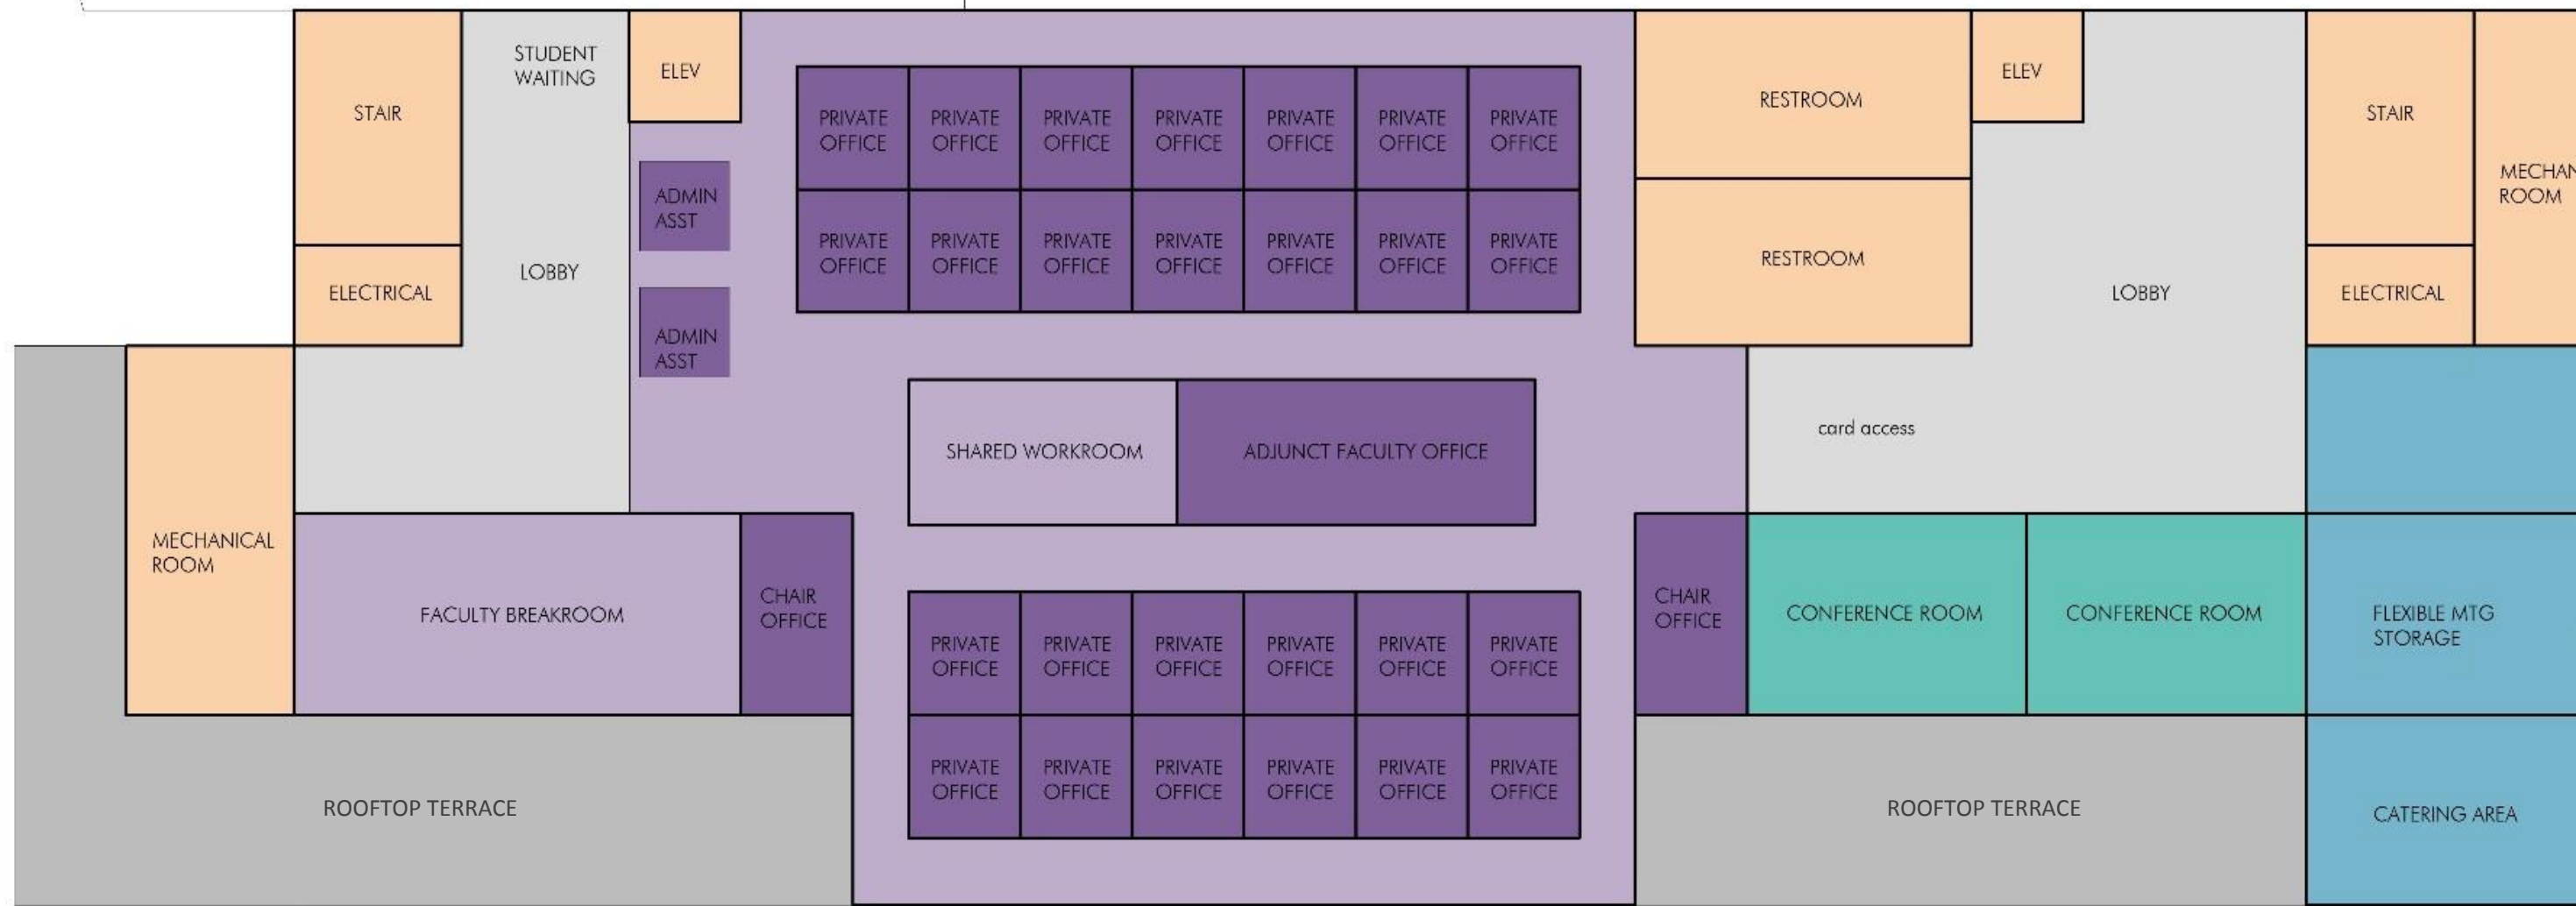 STUDENT
WAITING
ELEV
STAIR
ELECTRICAL
LOBBY
ADMIN
ASST
ADMIN
ASST
PRIVATE
OFFICE
PRIVATE
OFFICE
PRIVATE
OFFICE
PRIVATE
OFFICE
PRIVATE
OFFICE
PRIVATE
OFFICE
PRIVATE
OFFICE
PRIVATE
OFFICE
PRIVATE
OFFICE
PRIVATE
OFFICE
PRIVATE
OFFICE
PRIVATE
OFFICE
PRIVATE
OFFICE
PRIVATE
OFFICE
RESTROOM
RESTROOM
ELEV
LOBBY
STAIR
ELECTRICAL
MECHAN
ROOM
SHARED WORKROOM
ADJUNCT FACULTY OFFICE
card access
MECHANICAL
ROOM
FACULTY BREAKROOM
CHAIR
OFFICE
PRIVATE
OFFICE
PRIVATE
OFFICE
PRIVATE
OFFICE
PRIVATE
OFFICE
PRIVATE
OFFICE
PRIVATE
OFFICE
PRIVATE
OFFICE
PRIVATE
OFFICE
PRIVATE
OFFICE
PRIVATE
OFFICE
PRIVATE
OFFICE
PRIVATE
OFFICE
CHAIR
OFFICE
CONFERENCE ROOM
CONFERENCE ROOM
FLEXIBLE MTG
STORAGE
ROOFTOP TERRACE
ROOFTOP TERRACE
CATERING AREA